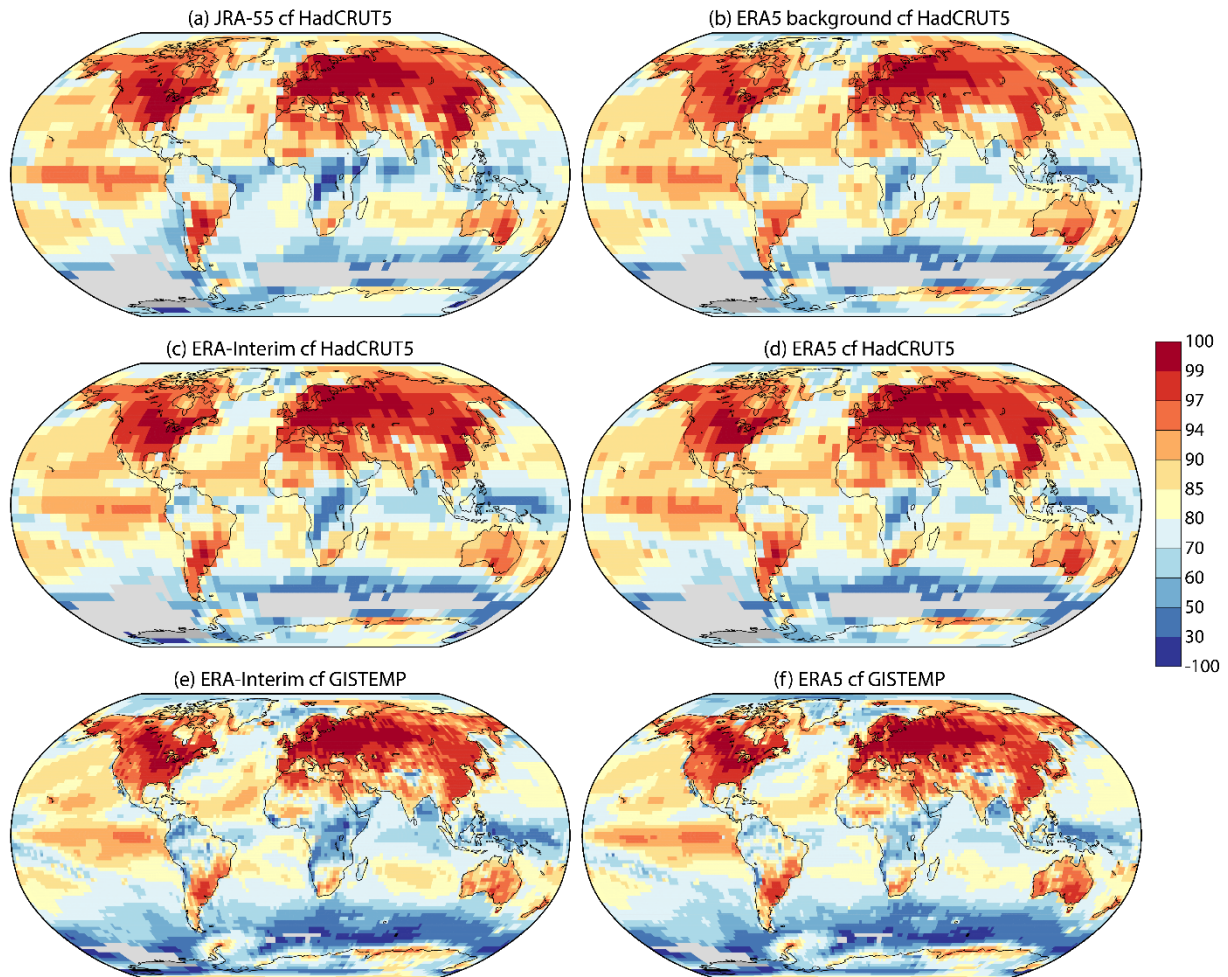 (a) JRA-55 cf HadCRUT5
(b) ERA5 background cf HadCRUT5
(c) ERA-Interim cf HadCRUT5
(d) ERA5 cf HadCRUT5
100
99
97
94
90
85
80
70
60
50
30
-100
(e) ERA-Interim cf GISTEMP
(f) ERA5 cf GISTEMP